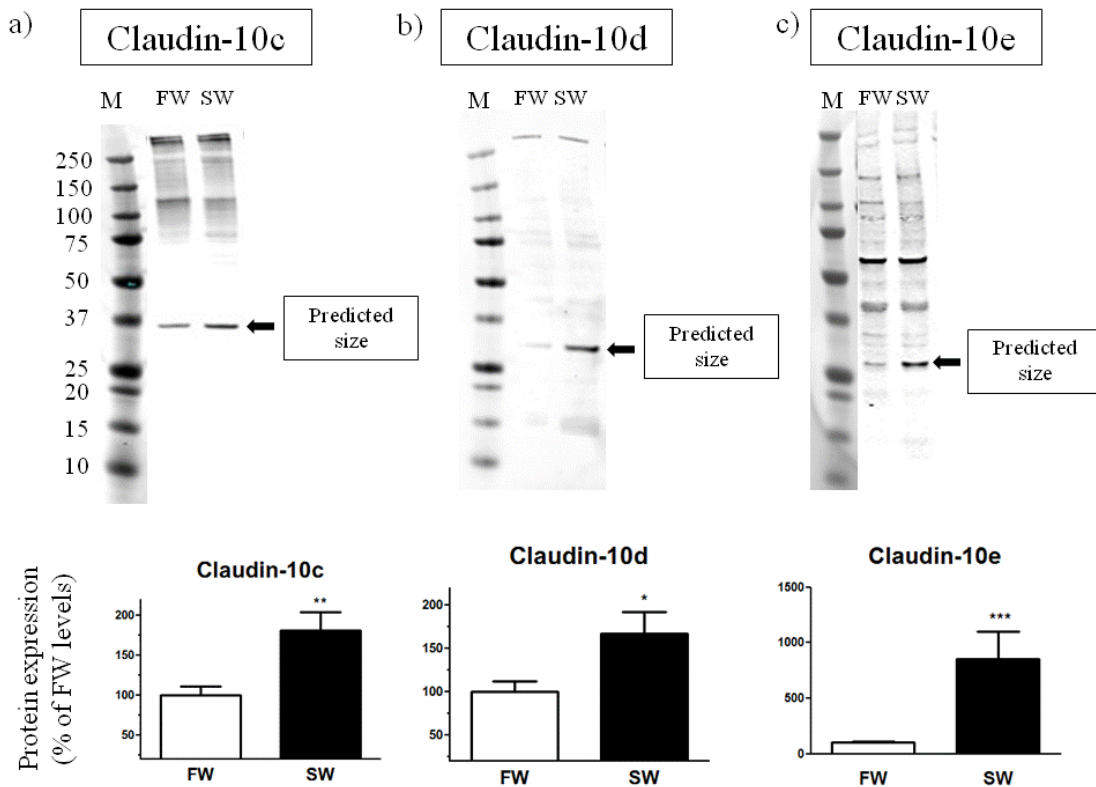 a)
Claudin-10c
b)
Claudin-10d
c)
Claudin-10e
M
FW SW
M
FW SW
M
FW SW
250
150
100
75
50
37
25
20
15
10
Predicted
size
Predicted
size
Predicted
size
Protein expression
(% of FW levels)
Claudin-10c
200
150
100
50
**
FW
SW
Claudin-10d
200
150
100
50
*
FW
SW
Claudin-10e
1500
1000
500
0
***
FW
SW